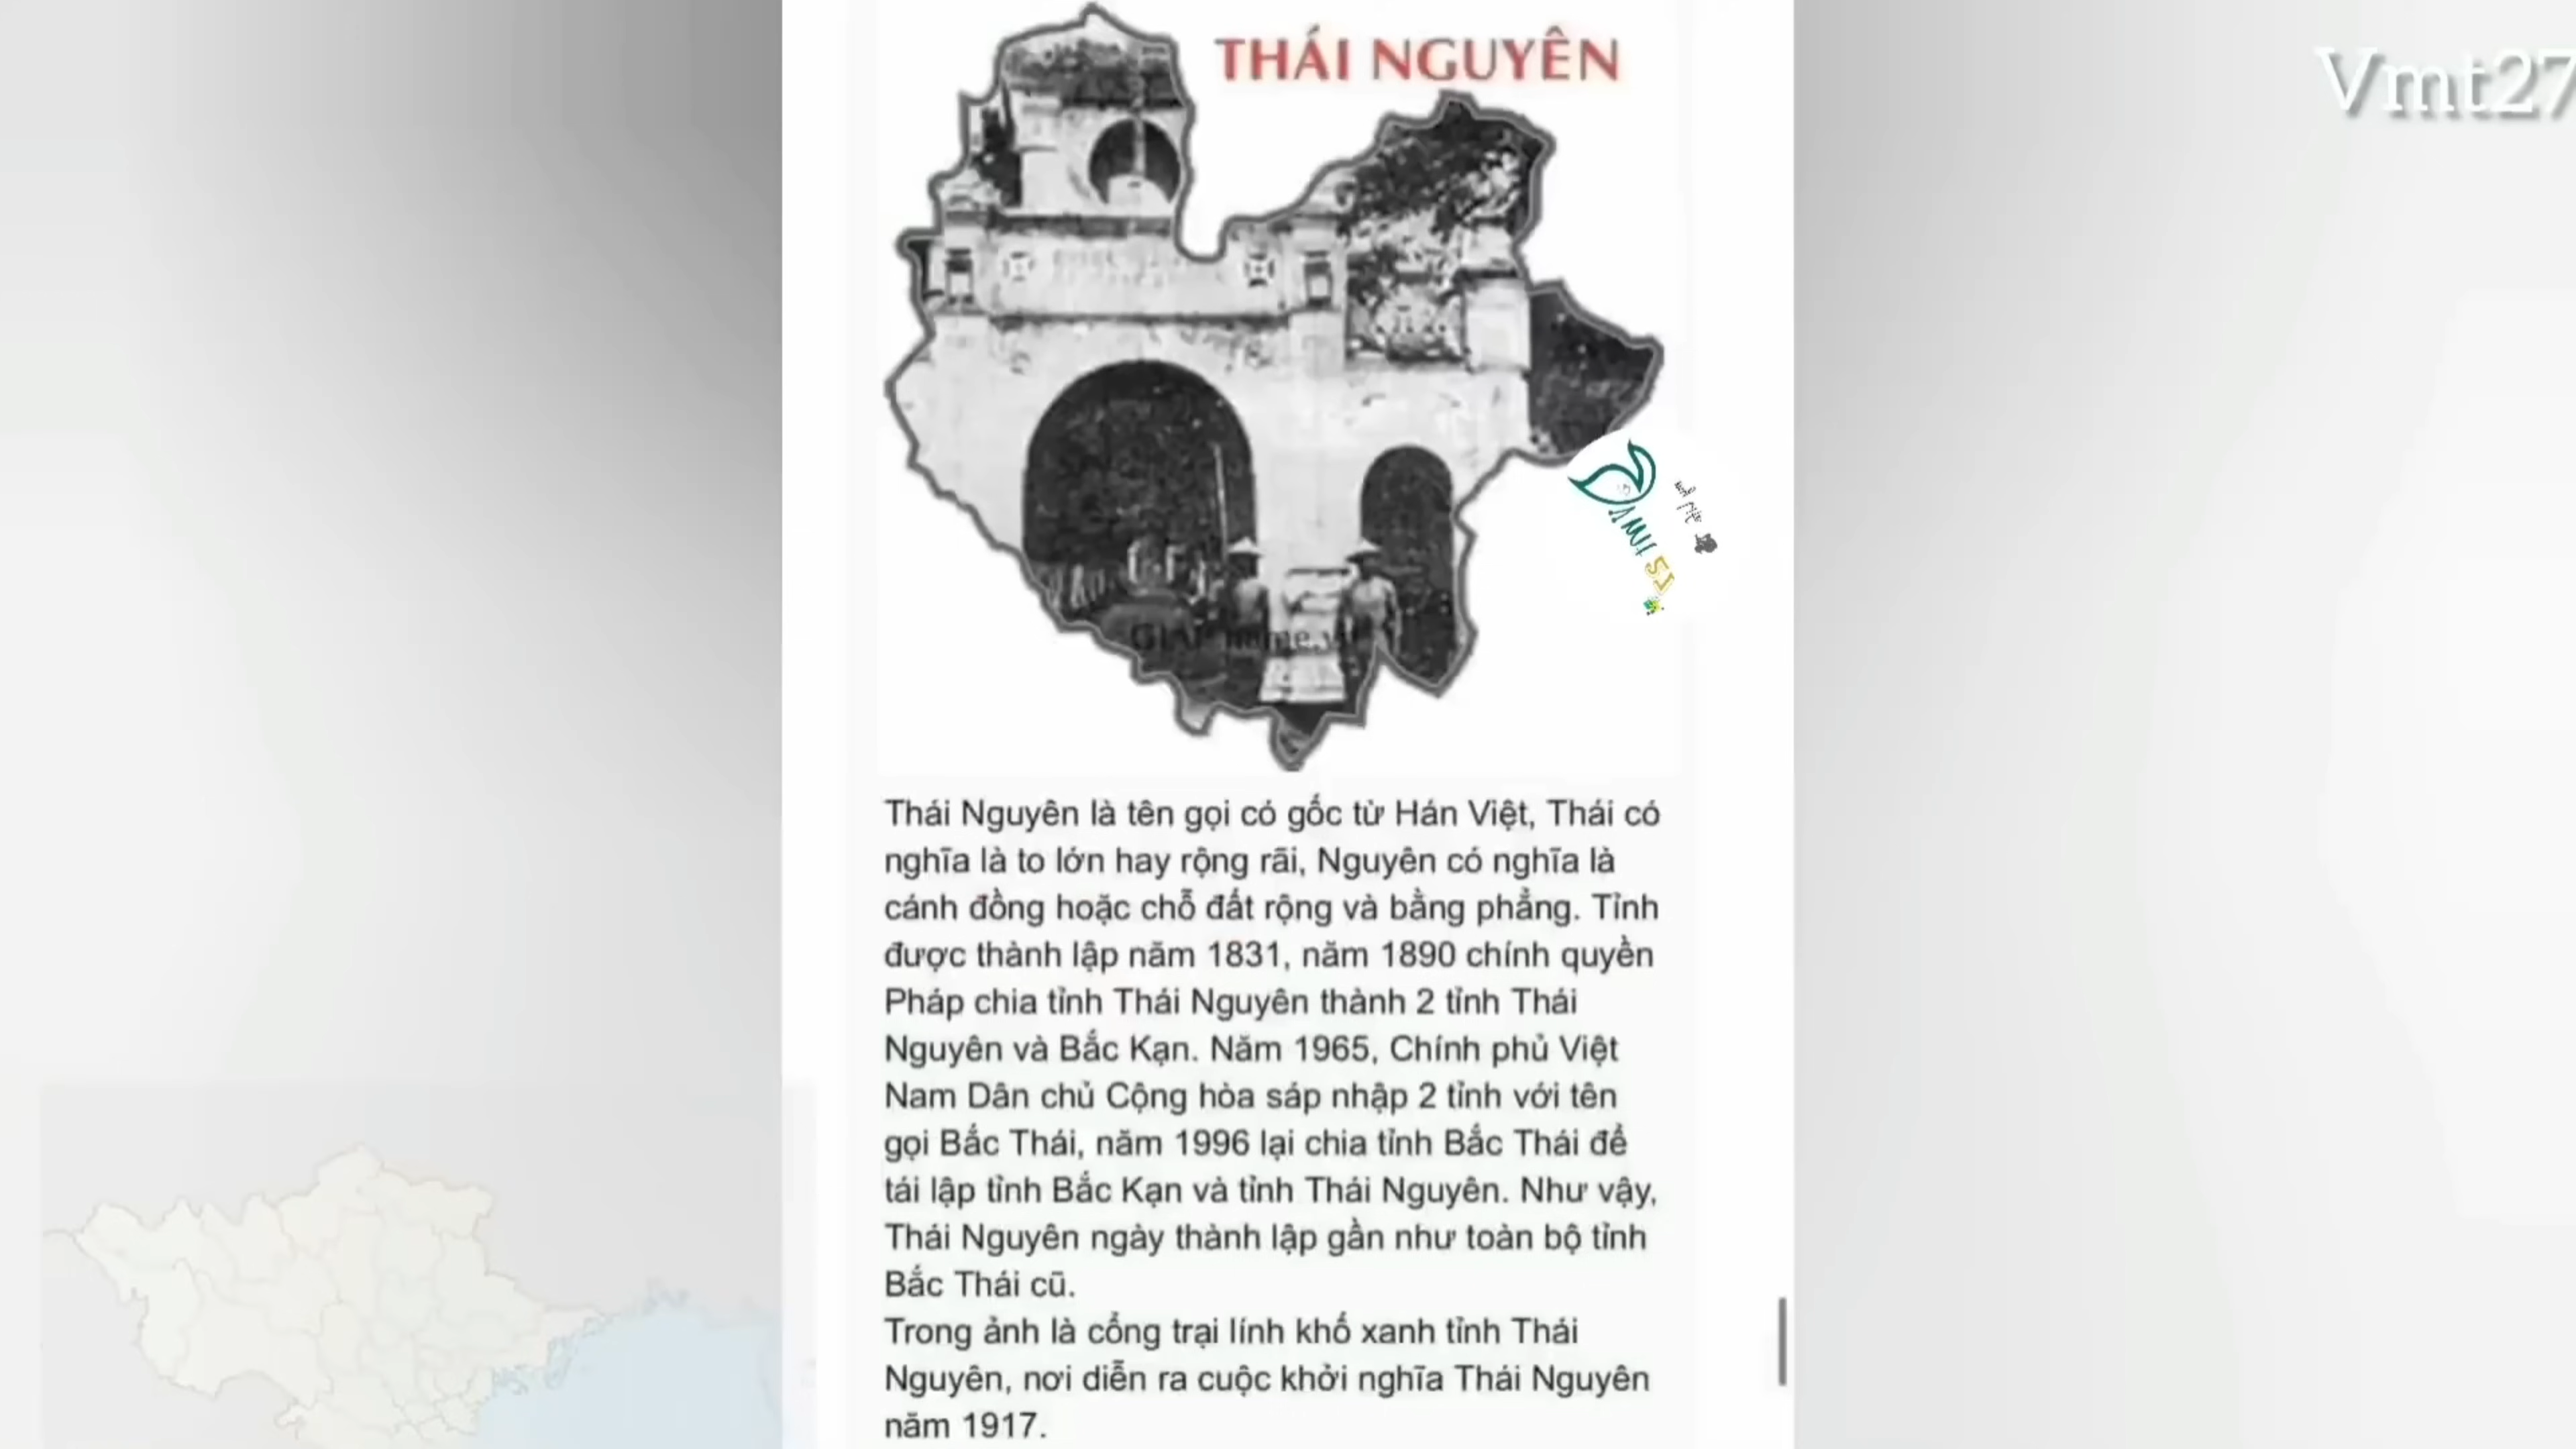 THÁI NGUYÊN
Vmt27
Thái Nguyên là tên gọi có gốc từ Hán Việt, Thái có
nghĩa là to lớn hay rộng rãi, Nguyên có nghĩa là
cánh đồng hoặc chỗ đất rộng và bằng phẳng. Tỉnh
được thành lập năm 1831, năm 1890 chính quyền
Pháp chia tỉnh Thái Nguyên thành 2 tỉnh Thái
Nguyên và Bắc Kạn. Năm 1965, Chính phủ Việt
Nam Dân chủ Cộng hòa sáp nhập 2 tỉnh với tên
gọi Bắc Thái, năm 1996 lại chia tỉnh Bắc Thái để
tái lập tỉnh Bắc Kạn và tỉnh Thái Nguyên. Như vậy,
Thái Nguyên ngày thành lập gần như toàn bộ tỉnh
Bắc Thái cũ.
Trong ảnh là cổng trại lính khố xanh tỉnh Thái
Nguyên, nơi diễn ra cuộc khởi nghĩa Thái Nguyên
năm 1917.